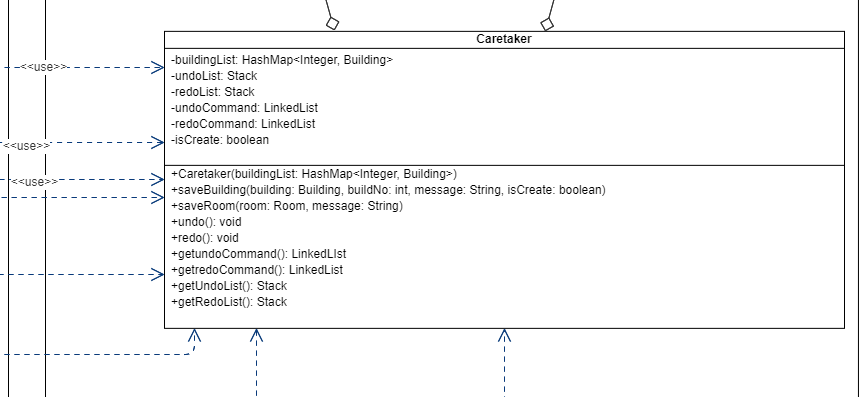 Caretaker
-buildingList: HashMap<Integer, Building>
-undoList: Stack
-redoList: Stack
-undoCommand: LinkedList
-redoCommand: LinkedList
-isCreate: boolean
+Caretaker(buildingList: HashMap<Integer, Building>)
+saveBuilding(building: Building, buildNo: int, message: String, isCreate: boolean)
+saveRoom(room: Room, message: String)
+undo(): void
+redo(): void
+getundoCommand(): LinkedLIst
+getredoCommand(): LinkedList
+getUndoList(): Stack
+getRedoList(): Stack
<<use>>
<<use>>
<<use>>